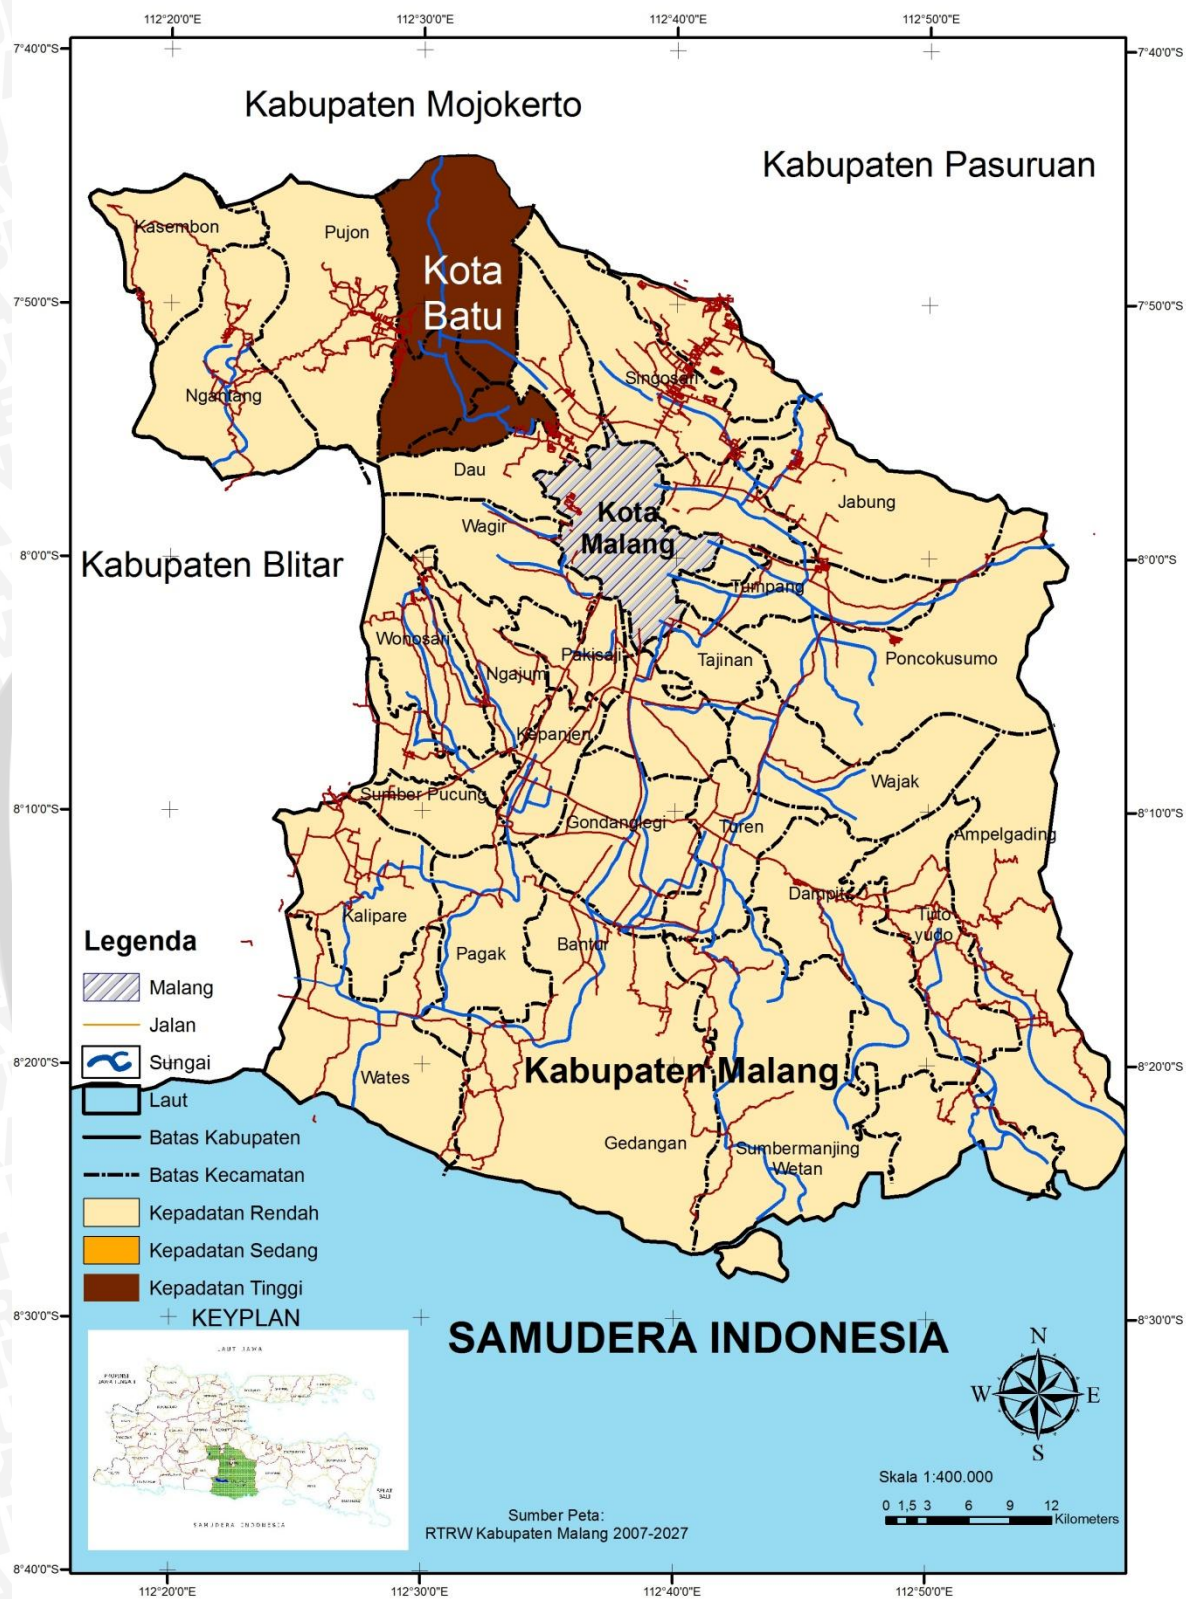 112°20'0"E
112°30'0"E
112°40'0"E
112°50'0"E
7°40'0"S
7°40'0"S
Kabupaten Mojokerto
Kabupaten Pasuruan
Kasembon
Pujon
Kota
Batu
7°50'0"S
7°50'0"S
Singosari
Ngantang
Dau
Jabung
Wagir
Kota
Malang
8°0'0"S
8°0'0"S
Kabupaten Blitar
Tumpang
Wonosari
Pakisaji
Tajinan
Poncokusumo
Ngajum
Kepanjen
Wajak
Sumber Pucung
8°10'0"S
8°10'0"S
Gondanglegi
Turen
Ampelgading
Dampit
Kalipare
Tirto
yudo
Bantur
Pagak
Legenda
Malang
Jalan
Sungai
Laut
Batas Kabupaten
Batas Kecamatan
Kepadatan Rendah
Kepadatan Sedang
Kepadatan Tinggi
8°20'0"S
8°20'0"S
Kabupaten Malang
Wates
Gedangan
Sumbermanjing
Wetan
8°30'0"S
8°30'0"S
KEYPLAN
SAMUDERA INDONESIA
LAUT JAWA
SAMUDERA INDONESIA
N
W
E
S
Skala 1:400.000
0 1,5 3 6 9 12
Kilometers
Sumber Peta:
RTRW Kabupaten Malang 2007-2027
8°40'0"S
8°40'0"S
112°20'0"E
112°30'0"E
112°40'0"E
112°50'0"E